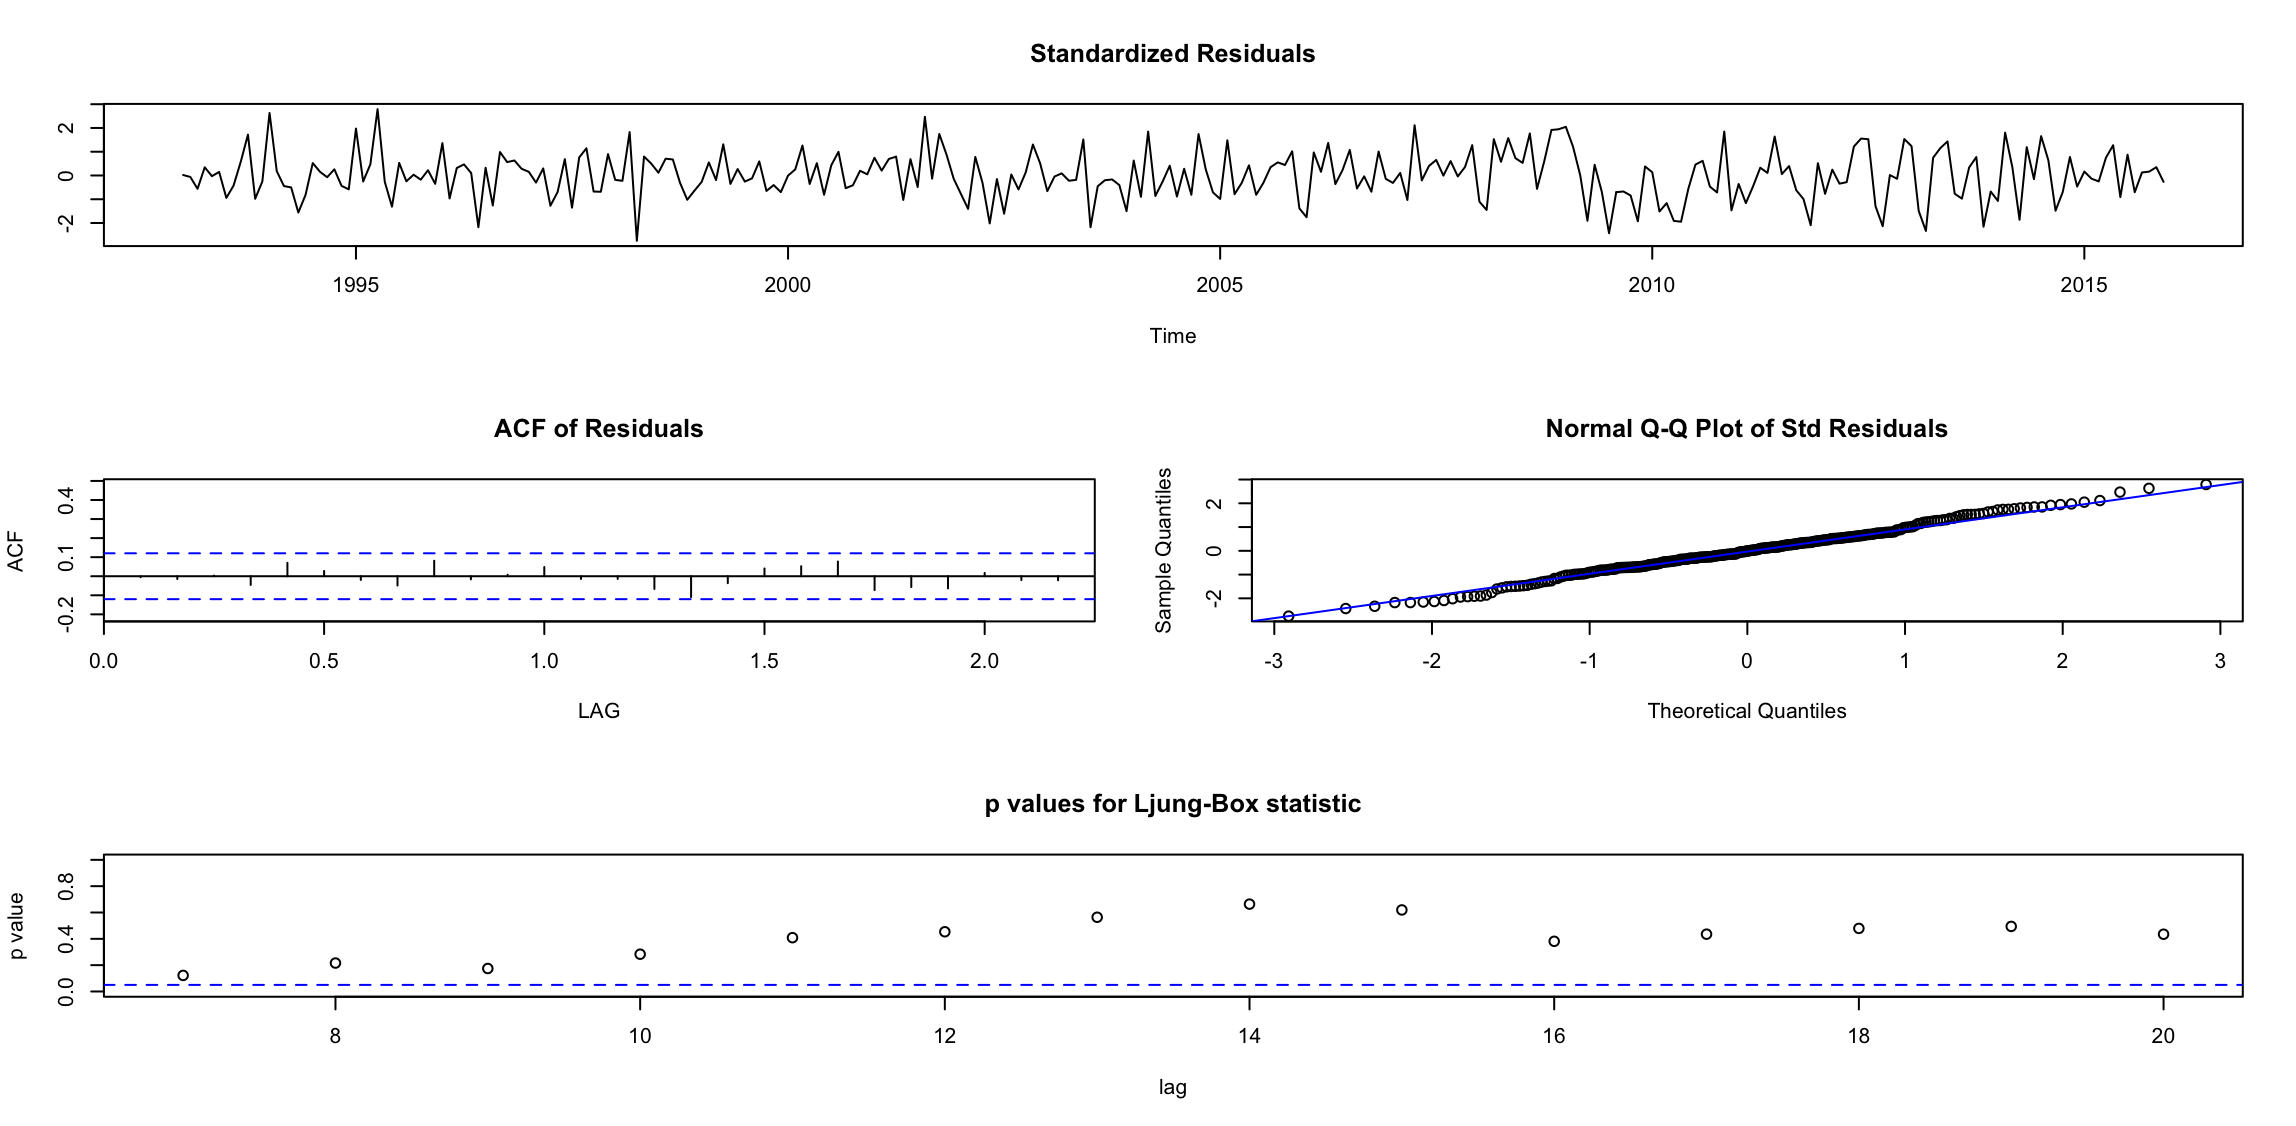 Standardized Residuals
2
0
-2
1995 2000 2005 2010 2015
Time
ACF of Residuals
ACF
0.4
0.1
-0.2
0.0 0.5 1.0 1.5 2.0
LAG
Normal Q-Q Plot of Std Residuals
Sample Quantiles
2
0
-2
-3 -2 -1 0 1 2 3
Theoretical Quantiles
p values for Ljung-Box statistic
p value
0.8
0.4
0.0
8 10 12 14 16 18 20
lag